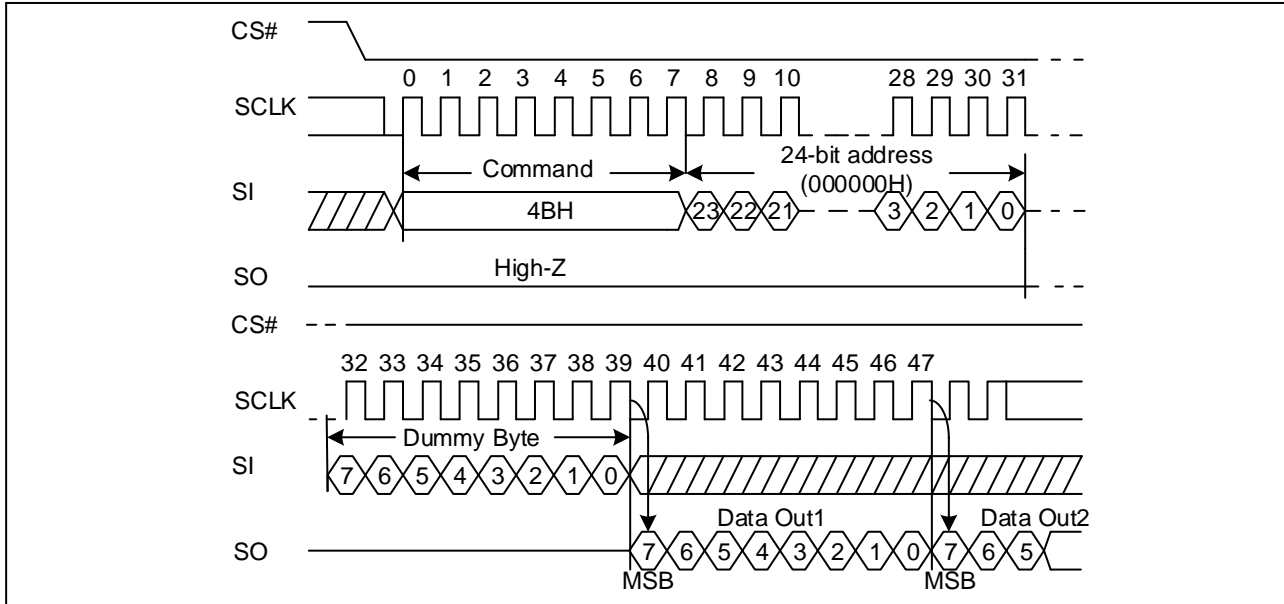 CS#
0 1 2 3 4 5 6 7 8 9 10 28 29 30 31
SCLK
Command 24-bit address
(000000H)
SI
4BH 23 22 21 3 2 1 0
High-Z
SO
CS#
32 33 34 35 36 37 38 39 40 41 42 43 44 45 46 47
SCLK
Dummy Byte
SI
7 6 5 4 3 2 1 0
Data Out1 Data Out2
SO
7 6 5 4 3 2 1 0 7 6 5
MSB MSB